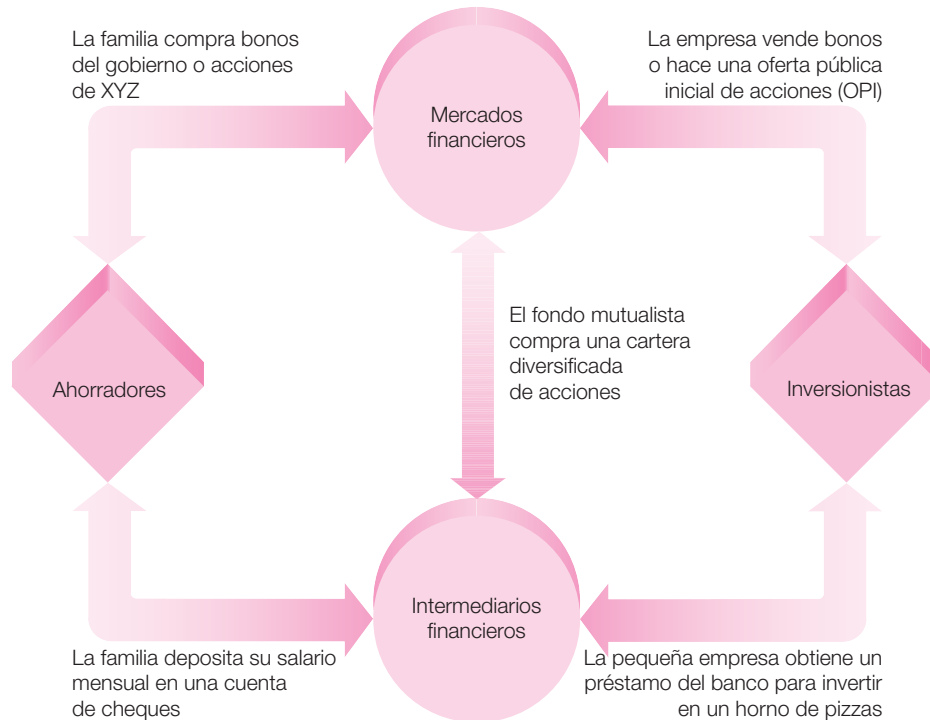 La familia compra bonos
del gobierno o acciones
de XYZ
La empresa vende bonos
o hace una oferta pública
inicial de acciones (OPI)
Mercados
financieros
El fondo mutualista
compra una cartera
diversificada
de acciones
Ahorradores
Inversionistas
Intermediarios
financieros
La familia deposita su salario
mensual en una cuenta
de cheques
La pequeña empresa obtiene un
préstamo del banco para invertir
en un horno de pizzas